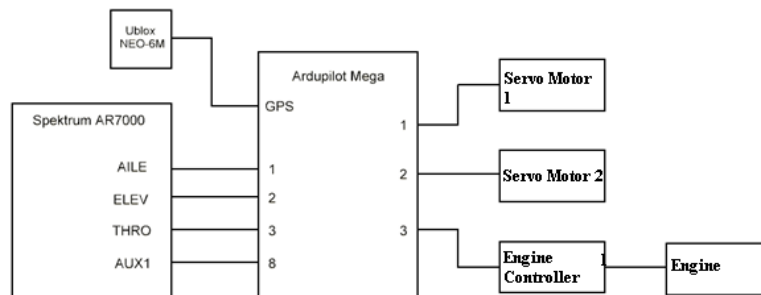 Ublox
NEO-6M
Ardupilot Mega
GPS
Spektrum AR7000
AILE
ELEV
THRO
AUX1
1
2
3
8
1
2
3
Servo Motor
1
Servo Motor 2
Engine 1
Controller
Engine